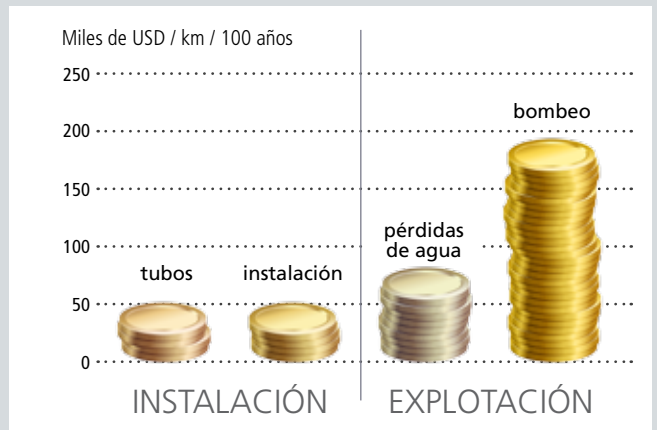 Miles de USD / km / 100 años
250
200
150
100
50
0
bombeo
pérdidas
de agua
tubos
instalación
INSTALACIÓN
EXPLOTACIÓN